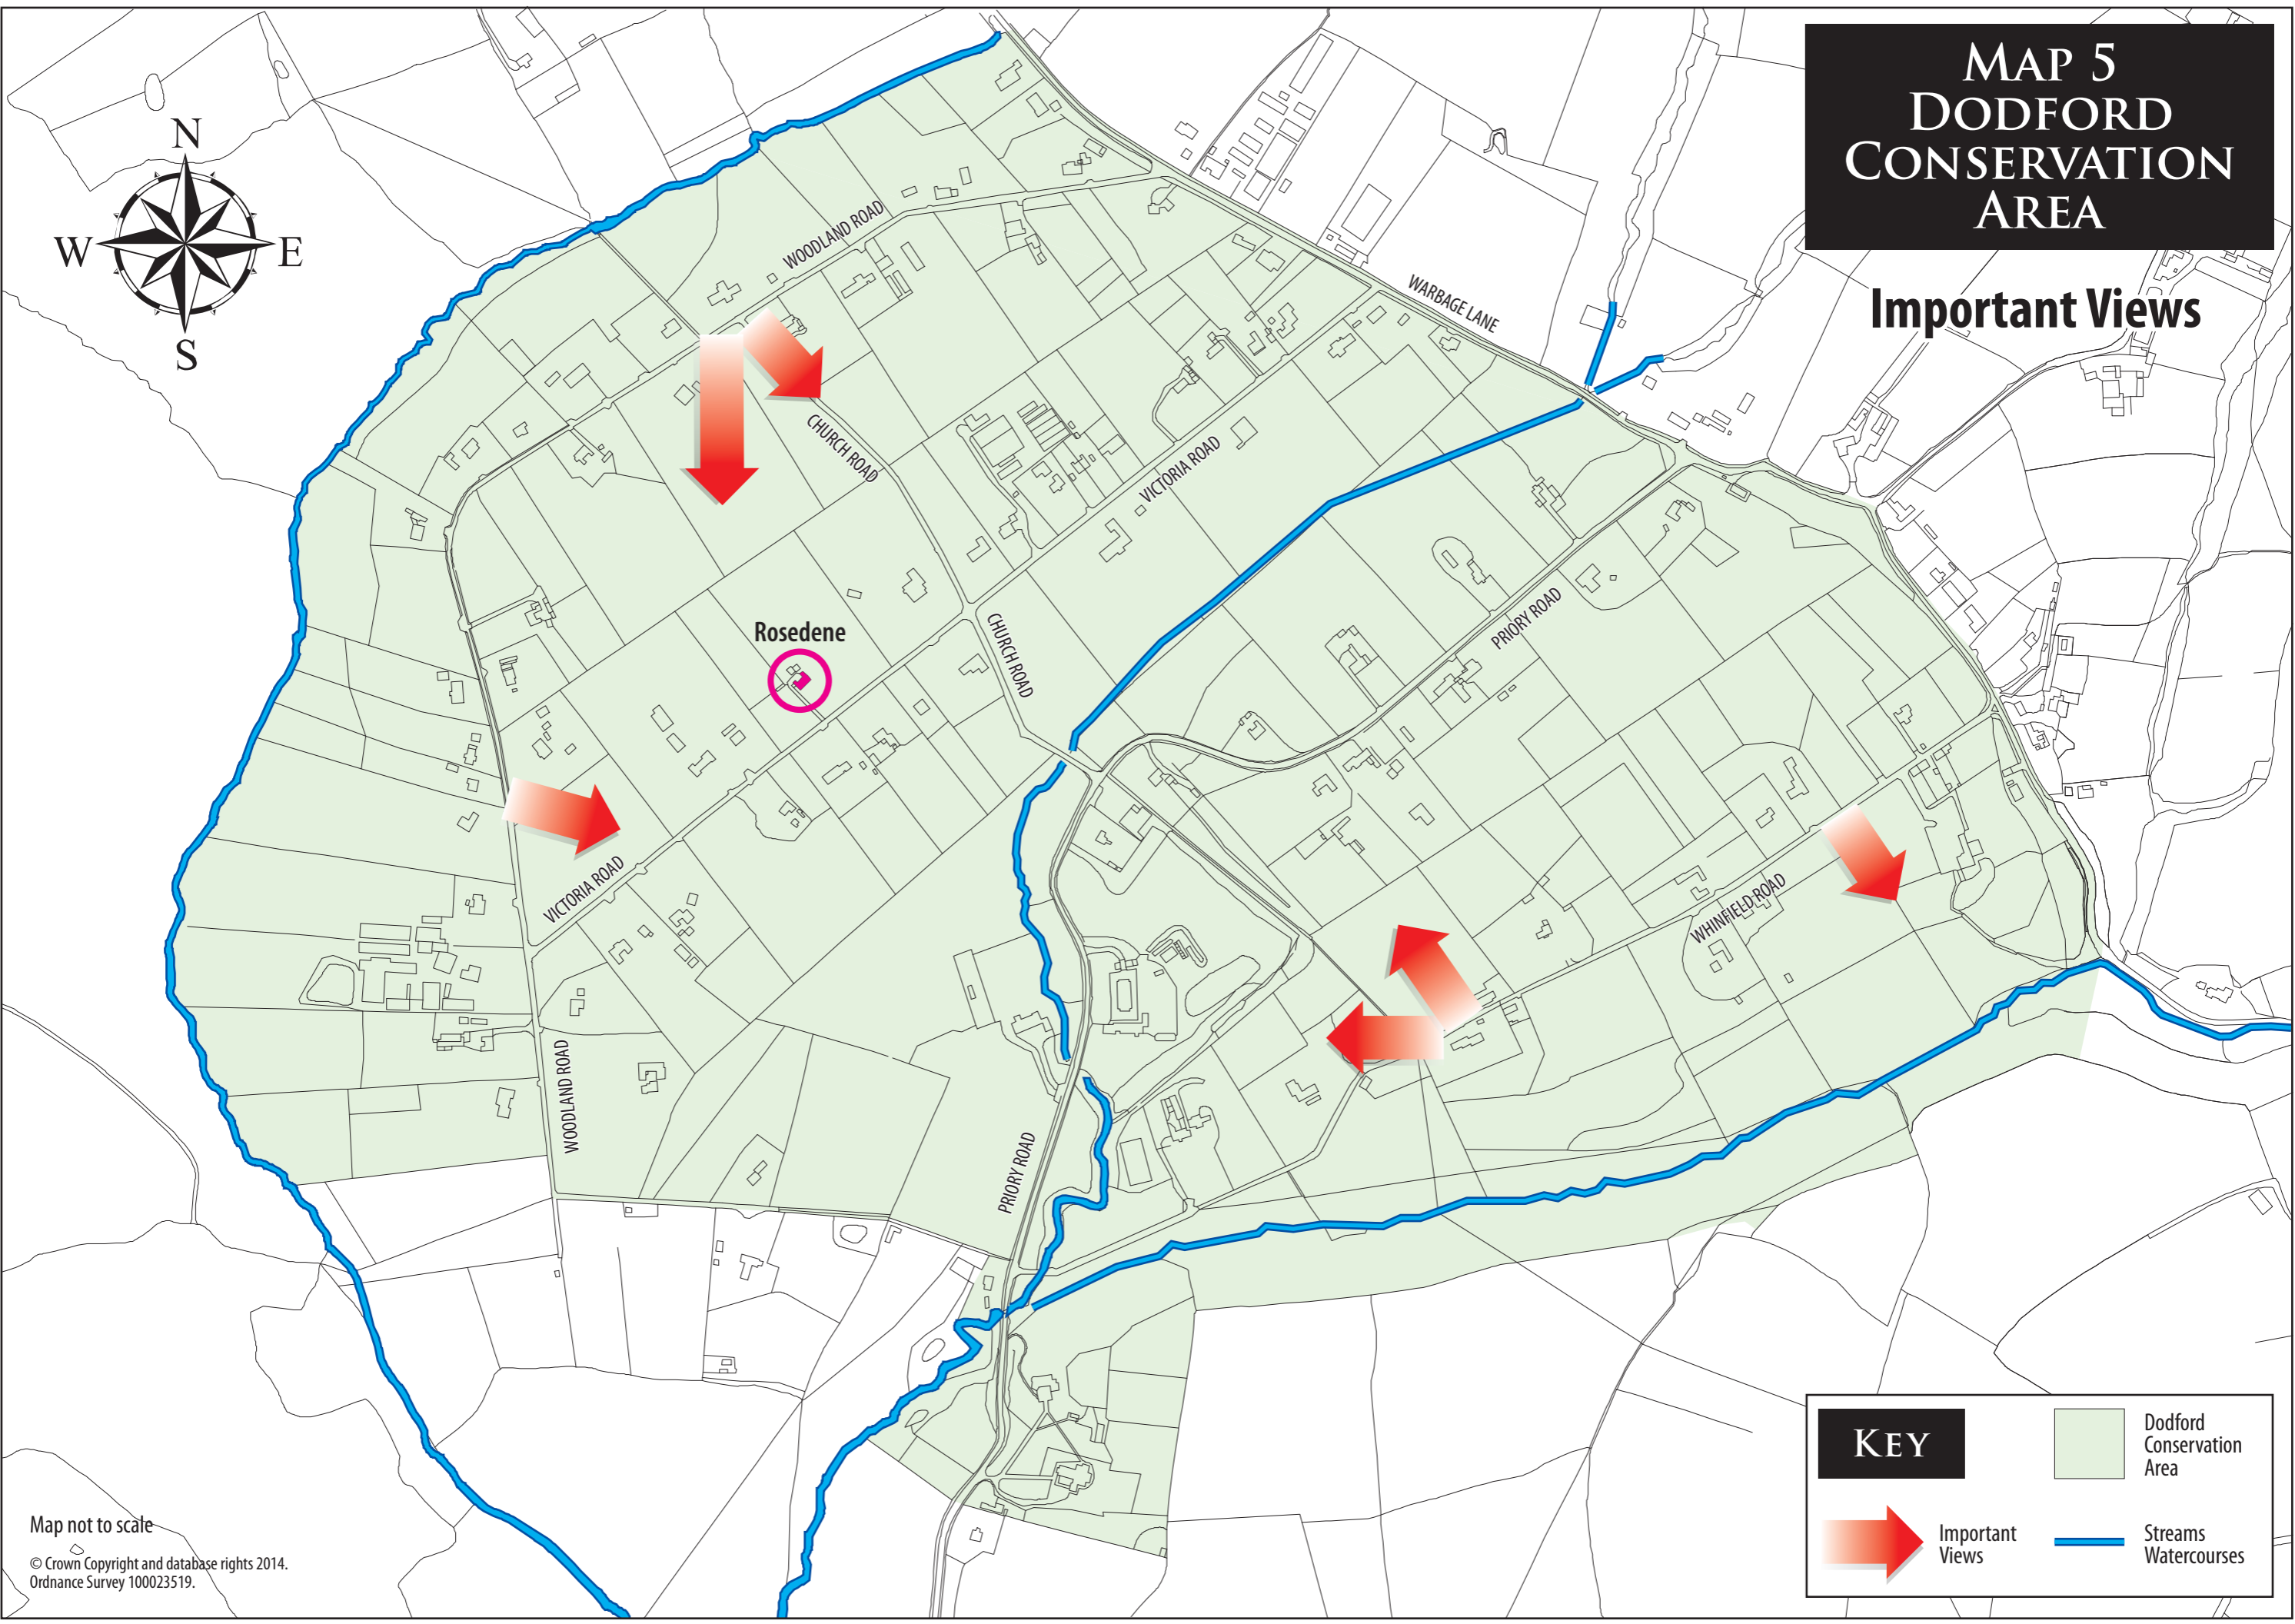 MAP 5
DODFORD
CONSERVATION
AREA
Important Views
N
W
E
S
WOODLAND ROAD
WARBAGE LANE
CHURCH ROAD
VICTORIA ROAD
Rosedene
CHURCH ROAD
PRIORY ROAD
VICTORIA ROAD
WHINFIELD ROAD
WOODLAND ROAD
PRIORY ROAD
KEY
Dodford
Conservation
Area
Important
Views
Streams
Watercourses
Map not to scale
© Crown Copyright and database rights 2014.
Ordnance Survey 100023519.